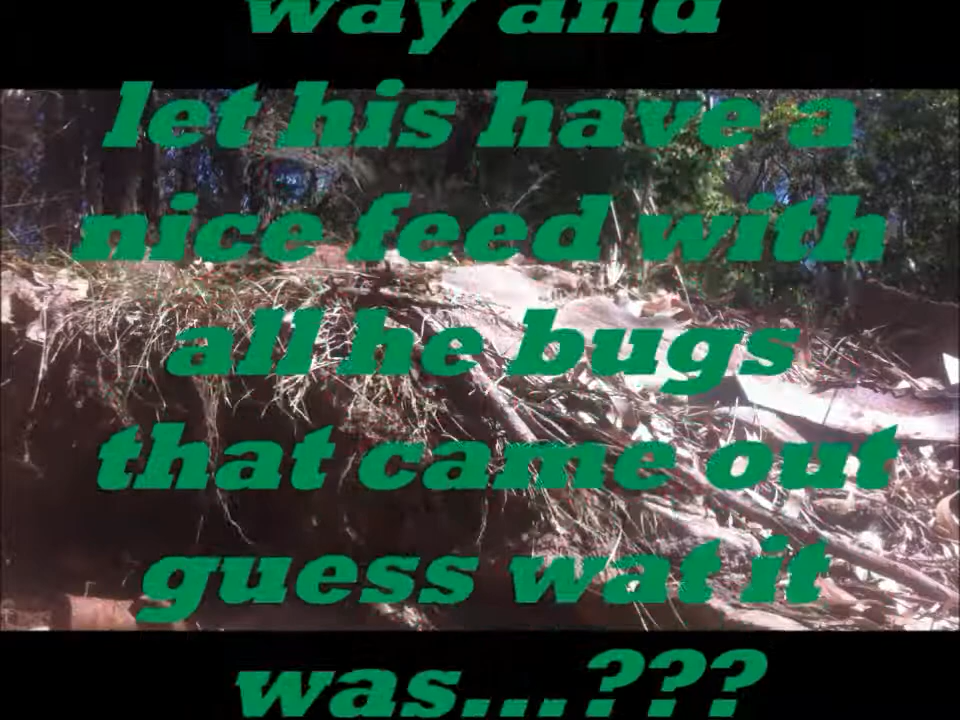 way and
let his have a
nice feed with
all he bugs
that came out
guess wat it
was...???